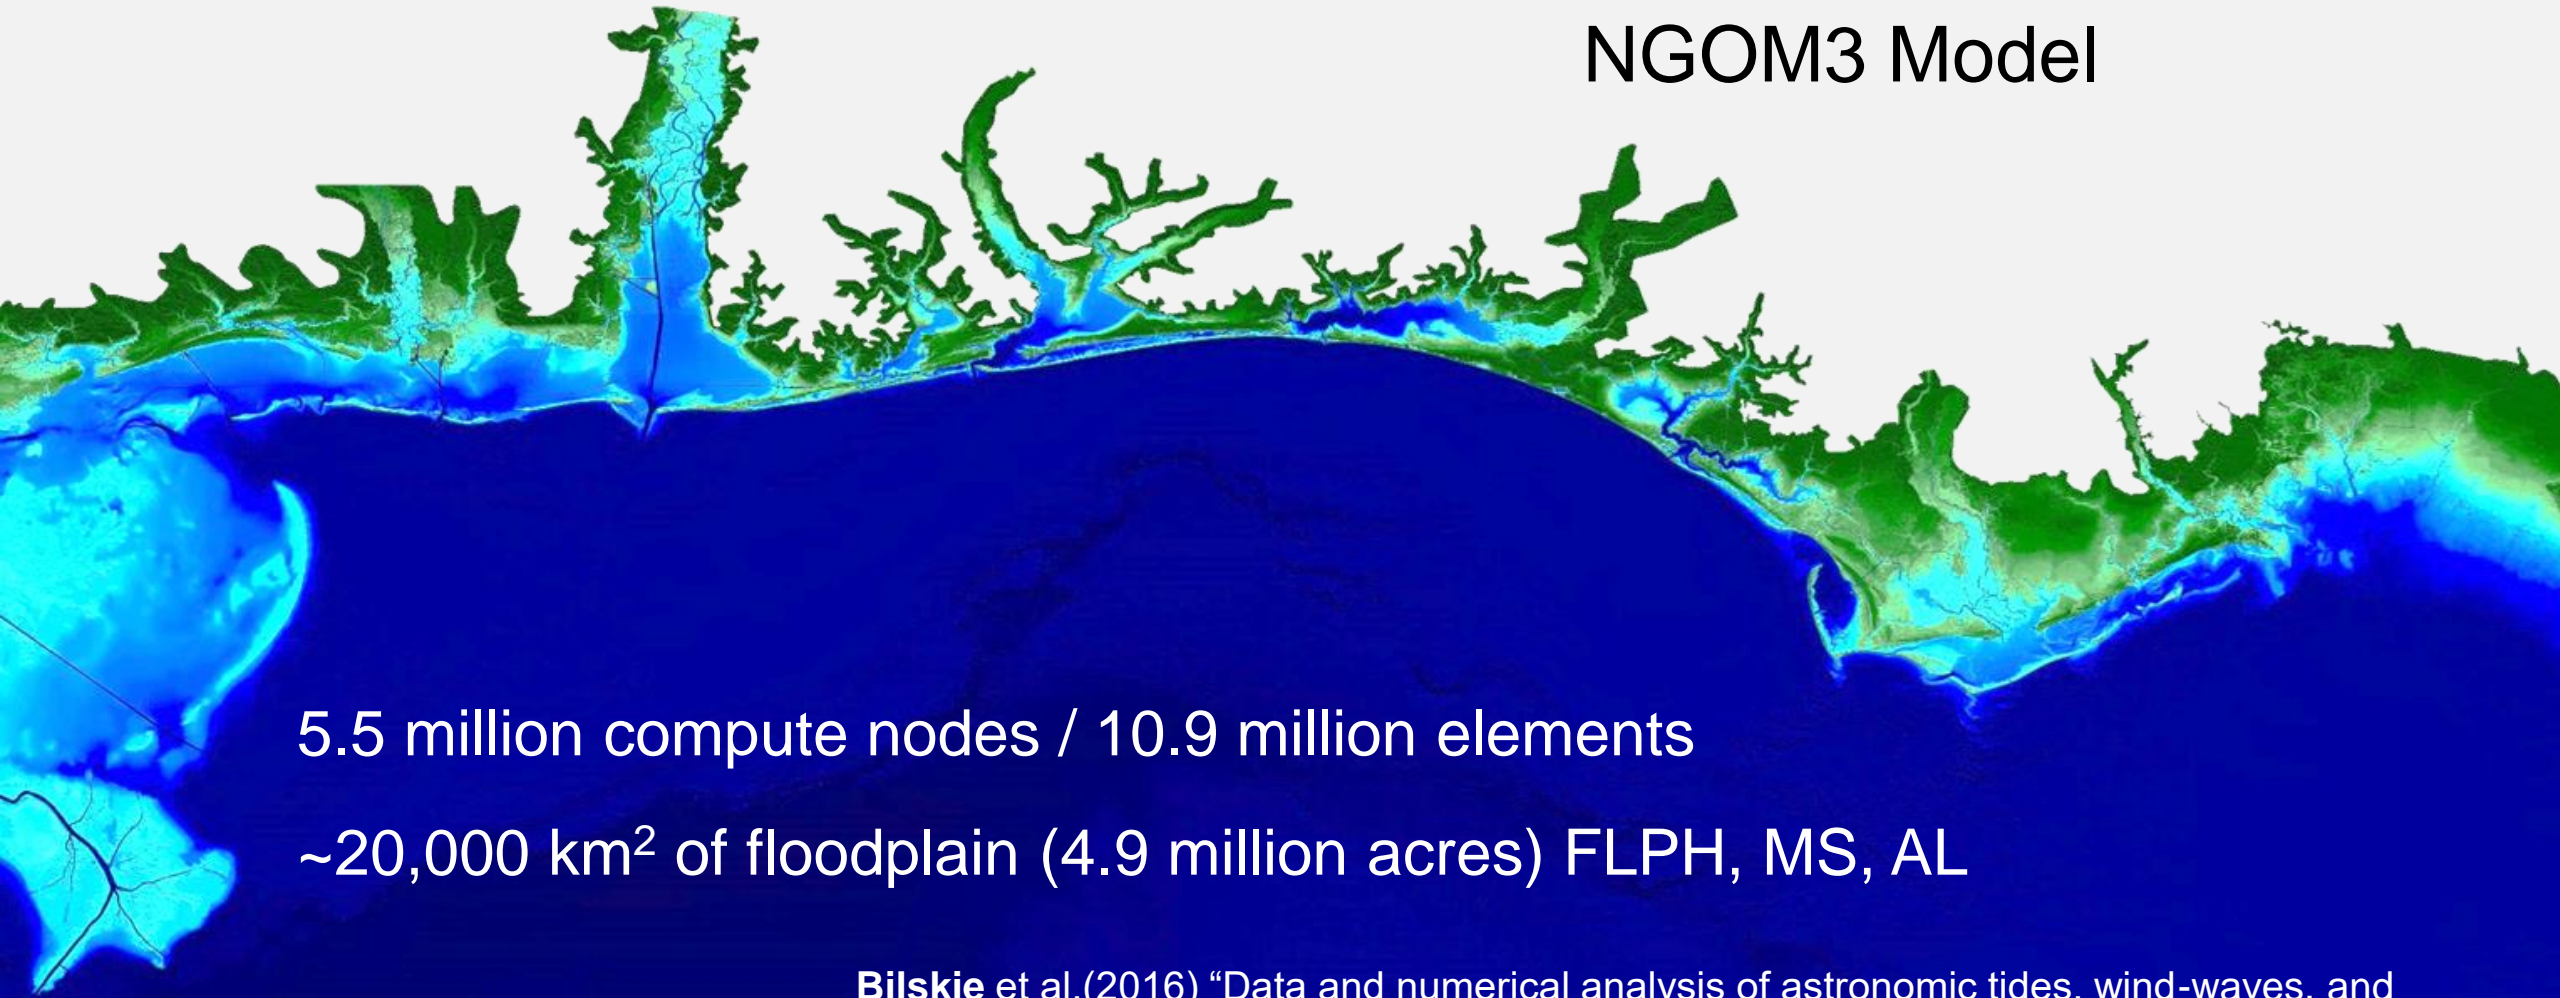 NGOM3 Model
5.5 million compute nodes / 10.9 million elements
~20,000 km² of floodplain (4.9 million acres) FLPH, MS, AL
Bilskie et al.(2016) “Data and numerical analysis of astronomic tides, wind-waves, and